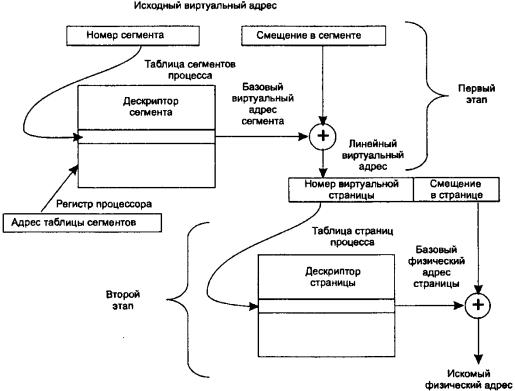 Исходный виртуальный адрес
Номер сегмента
Смещение в сегменте
Таблица сегментов
процесса
Дескриптор
сегмента
Базовый
виртуальный
адрес
сегмента
Первый
этап
Линейный
виртуальный
адрес
Регистр процессора
Адрес таблицы сегментов
Номер виртуальной
страницы
Смещение
в странице
Таблица страниц
процесса
Дескриптор
страницы
Базовый
физический
адрес
страницы
Второй
этап
Искомый
физический адрес